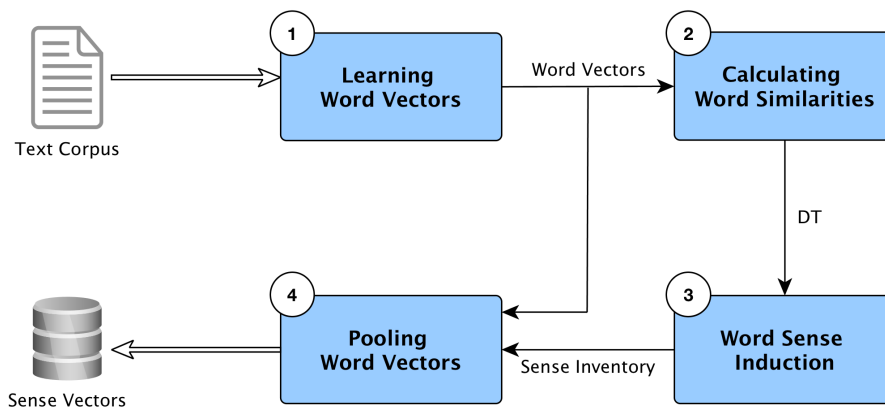 1
Learning
Word Vectors
Word Vectors
2
Calculating
Word Similarities
Text Corpus
DT
4
Pooling
Word Vectors
Sense Inventory
3
Word Sense
Induction
Sense Vectors